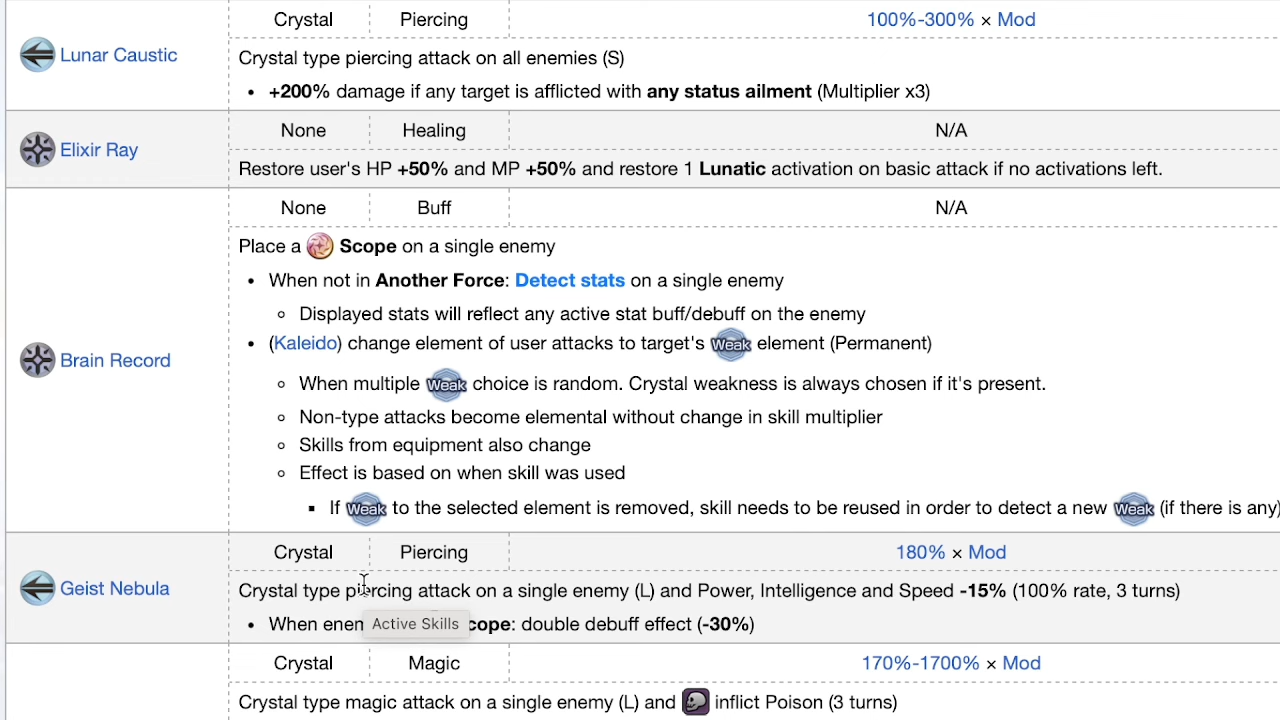 Crystal Piercing 100%-300% × Mod
Lunar Caustic
Crystal type piercing attack on all enemies (S)
• +200% damage if any target is afflicted with any status ailment (Multiplier x3)
None Healing N/A
Elixir Ray
Restore user's HP +50% and MP +50% and restore 1 Lunatic activation on basic attack if no activations left.
None Buff N/A
Place a Scope on a single enemy
• When not in Another Force: Detect stats on a single enemy
◦ Displayed stats will reflect any active stat buff/debuff on the enemy
• (Kaleido) change element of user attacks to target's Weak element (Permanent)
Brain Record
◦ When multiple Weak choice is random. Crystal weakness is always chosen if it's present.
◦ Non-type attacks become elemental without change in skill multiplier
◦ Skills from equipment also change
◦ Effect is based on when skill was used
▪ If Weak to the selected element is removed, skill needs to be reused in order to detect a new Weak (if there is any)
Crystal Piercing 180% × Mod
Geist Nebula
Crystal type piercing attack on a single enemy (L) and Power, Intelligence and Speed -15% (100% rate, 3 turns)
• When enem Active Skills cope: double debuff effect (-30%)
Crystal Magic 170%-1700% × Mod
Crystal type magic attack on a single enemy (L) and inflict Poison (3 turns)